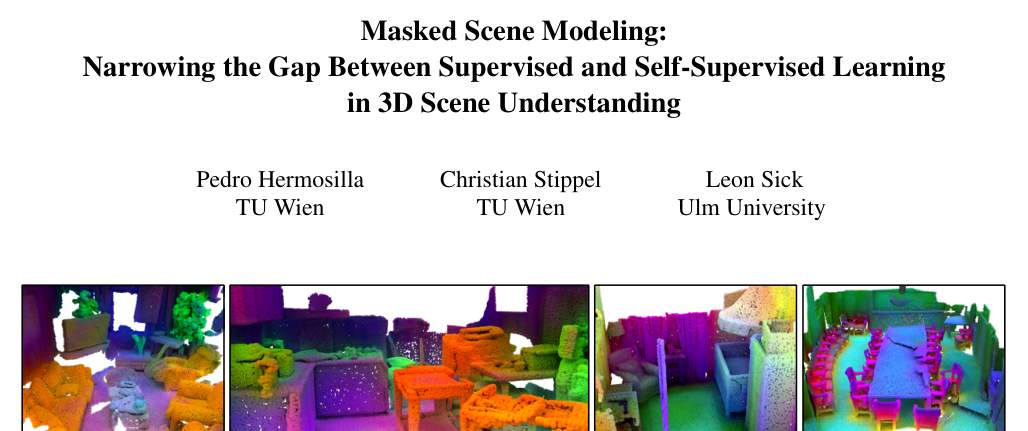 Masked Scene Modeling:
Narrowing the Gap Between Supervised and Self-Supervised Learning
in 3D Scene Understanding
Pedro Hermosilla
Christian Stippel
Leon Sick
TU Wien
TU Wien
Ulm University